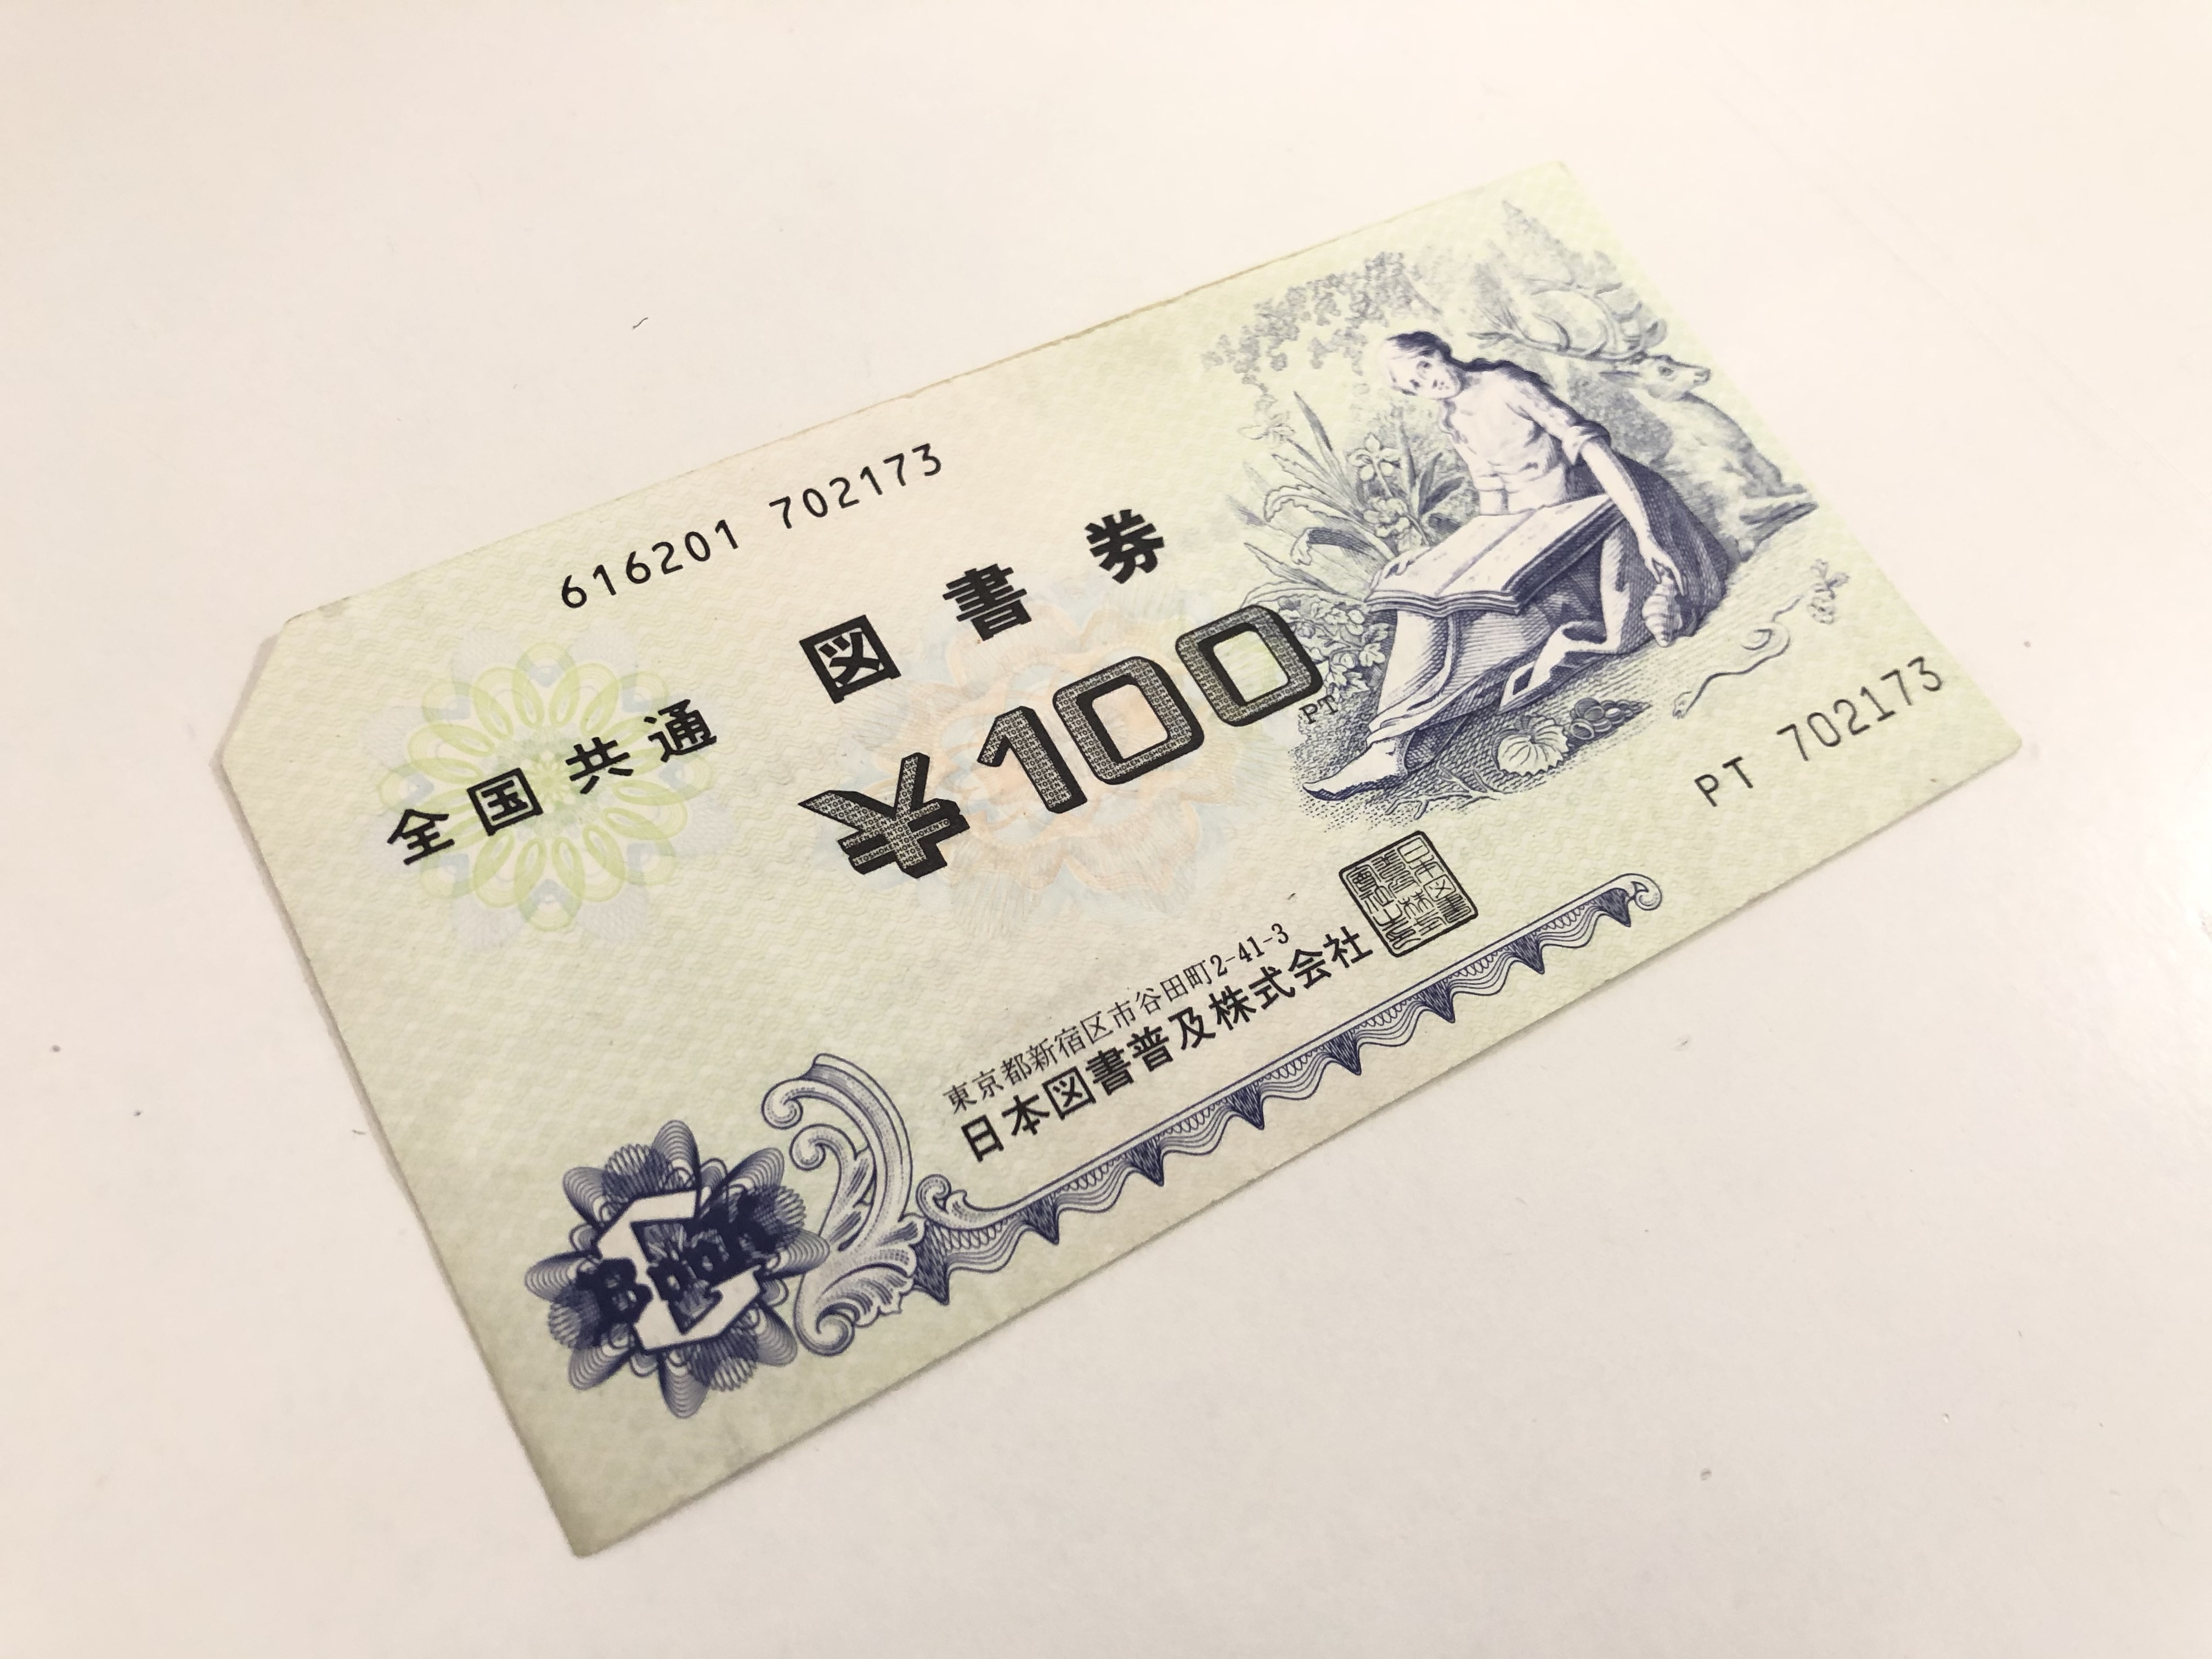 616201 702173
全国共通 図書券
¥100
PT
PT 702173
東京都新宿区市谷田町2-41-3
日本図書普及株式会社
BOOK